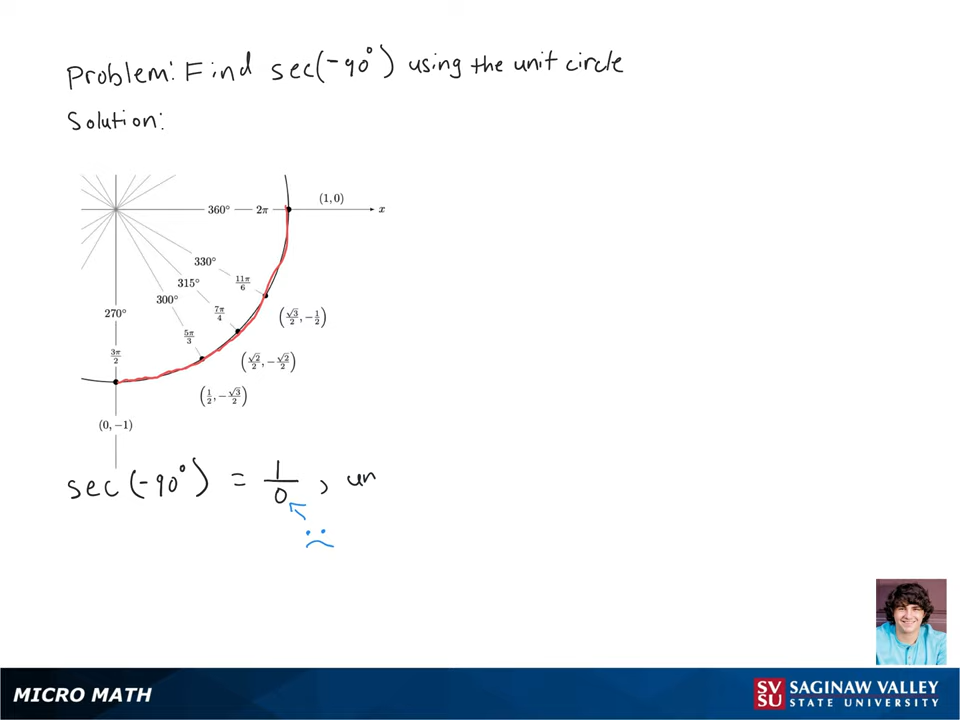 Problem: Find sec(-90°) using the unit circle
Solution:
(1, 0)
360° 2π x
330°
11π/6
315°
300°
7π/4
270°
(√3/2, -1/2)
5π/3
3π/2
(√2/2, -√2/2)
(1/2, -√3/2)
(0, -1)
sec(-90°) = 1/0, un
MICRO MATH
SVSU SAGINAW VALLEY
STATE UNIVERSITY